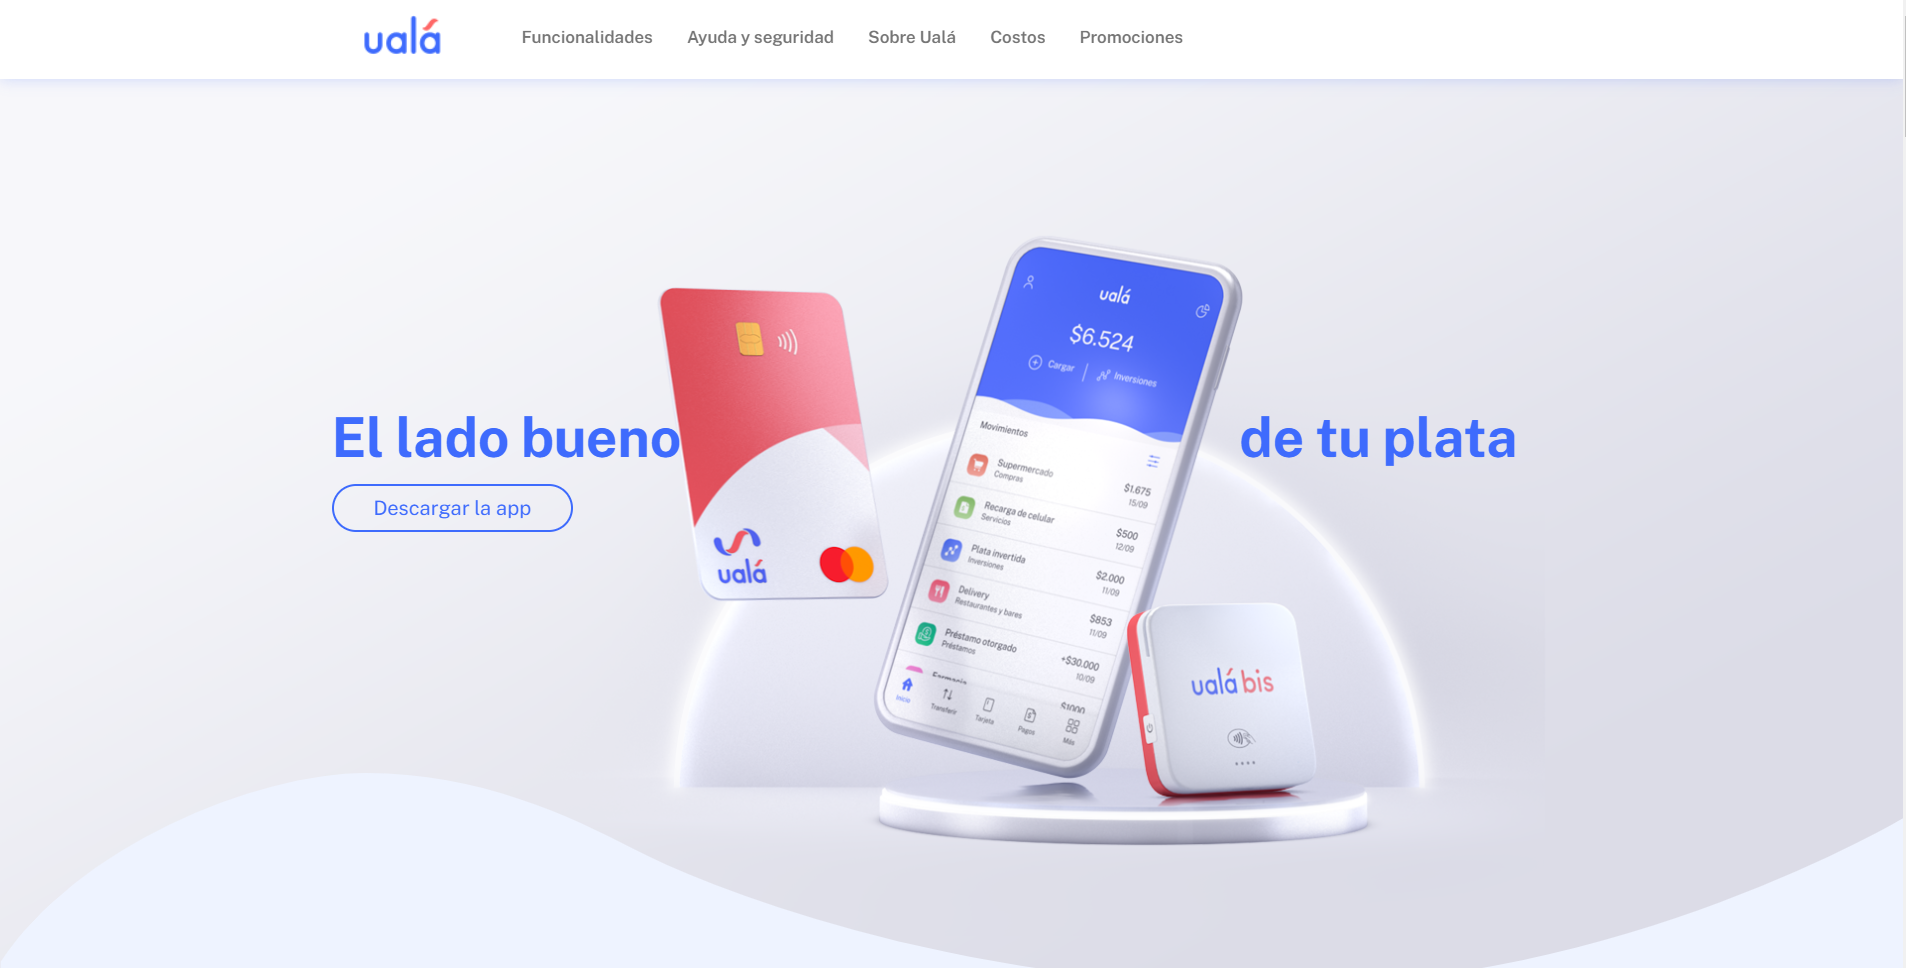 ualá
Funcionalidades
Ayuda y seguridad
Sobre Ualá
Costos
Promociones
El lado bueno
de tu plata
Descargar la app
ualá
ualá
$6.524
Cargar
Inversiones
Movimientos
Supermercado
Compras
$1.675
15/09
Recarga de celular
Servicios
$500
12/09
Plata invertida
Inversiones
$2.000
11/09
Delivery
Restaurantes y bares
$853
11/09
Préstamo otorgado
Préstamos
+$30.000
10/09
Inicio
Transferir
Tarjeta
Pagos
Más
ualá bis